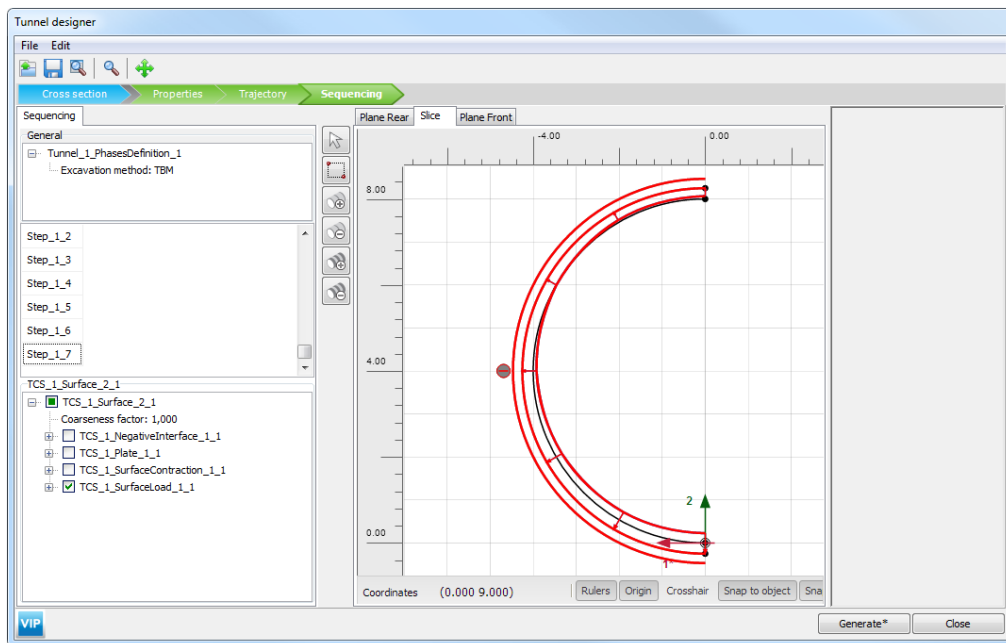 Tunnel designer
File Edit
Cross section Properties Trajectory Sequencing
Sequencing
Plane Rear Slice Plane Front
General
Tunnel_1_PhasesDefinition_1
Excavation method: TBM
-4.00 0.00
8.00
Step_1_2
Step_1_3
Step_1_4
Step_1_5
Step_1_6
Step_1_7
4.00
TCS_1_Surface_2_1
TCS_1_Surface_2_1
Coarseness factor: 1,000
TCS_1_NegativeInterface_1_1
TCS_1_Plate_1_1
TCS_1_SurfaceContraction_1_1
TCS_1_SurfaceLoad_1_1
2
0.00
1
Coordinates (0.000 9.000) Rulers Origin Crosshair Snap to object Sna
VIP Generate* Close